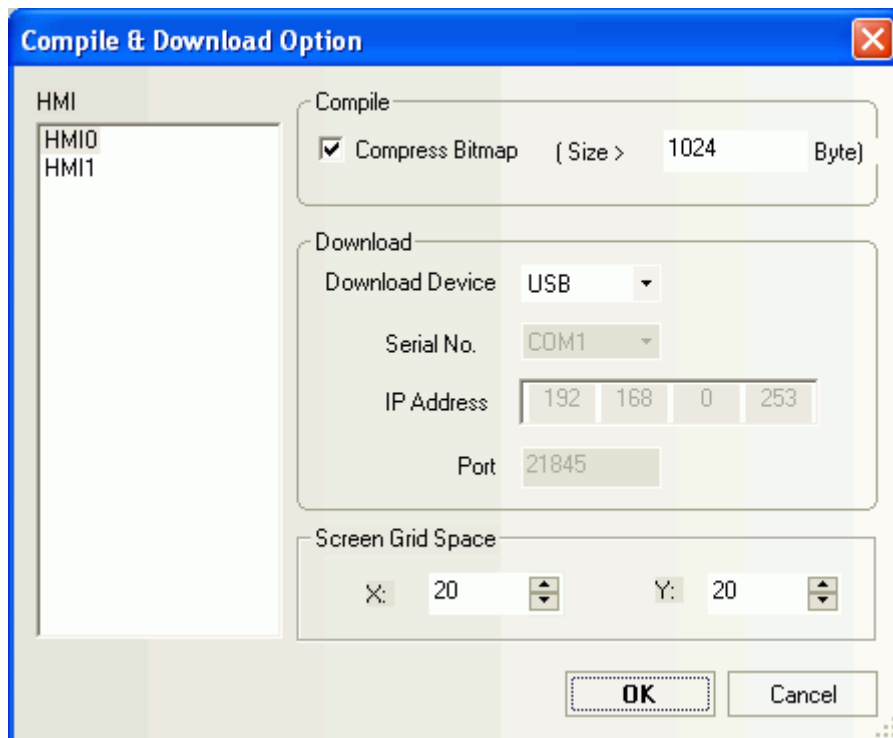 Compile & Download Option
HMI
HMI0
HMI1
Compile
Compress Bitmap ( Size > 1024 Byte)
Download
Download Device USB
Serial No. COM1
IP Address 192 168 0 253
Port 21845
Screen Grid Space
X: 20 Y: 20
OK Cancel